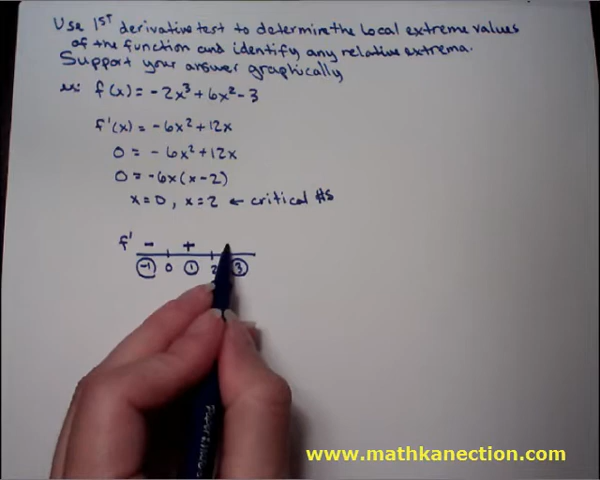 Use 1ST derivative test to determine the local extreme values
of the function and identify any relative extrema.
Support your answer graphically
ex: f(x) = -2x³ + 6x² - 3
f'(x) = -6x² + 12x
0 = -6x² + 12x
0 = -6x(x-2)
x=0, x=2 ← critical #s
f' - +
-1 0 1 2 3
www.mathkanection.com